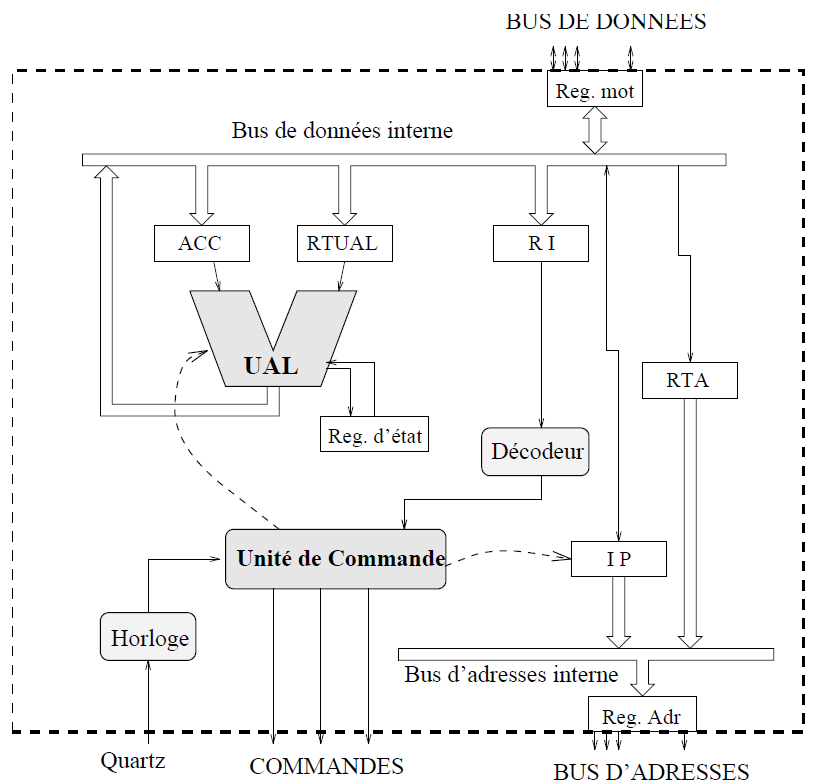 BUS DE DONNEES
Reg. mot
Bus de données interne
ACC
RTUAL
R I
UAL
RTA
Reg. d’état
Décodeur
Unité de Commande
I P
Horloge
Bus d’adresses interne
Reg. Adr
Quartz
COMMANDES
BUS D’ADRESSES